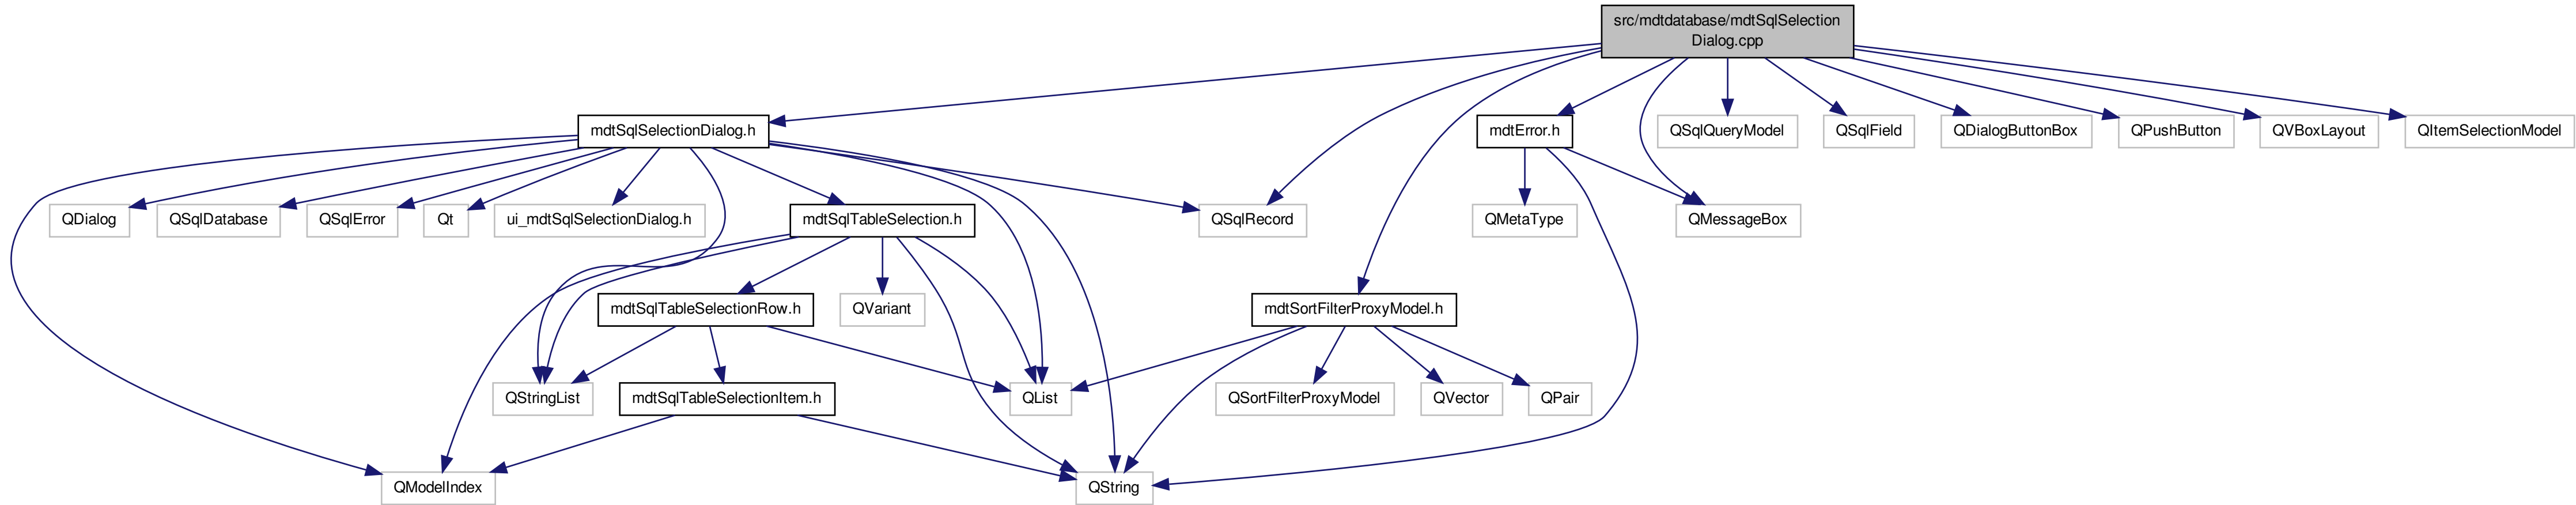 src/mdtdatabase/mdtSqlSelection
Dialog.cpp
mdtSqlSelectionDialog.h
mdtError.h
QSqlQueryModel
QSqlField
QDialogButtonBox
QPushButton
QVBoxLayout
QItemSelectionModel
QDialog
QSqlDatabase
QSqlError
Qt
ui_mdtSqlSelectionDialog.h
mdtSqlTableSelection.h
QSqlRecord
QMetaType
QMessageBox
mdtSqlTableSelectionRow.h
QVariant
mdtSortFilterProxyModel.h
QStringList
mdtSqlTableSelectionItem.h
QList
QSortFilterProxyModel
QVector
QPair
QModelIndex
QString